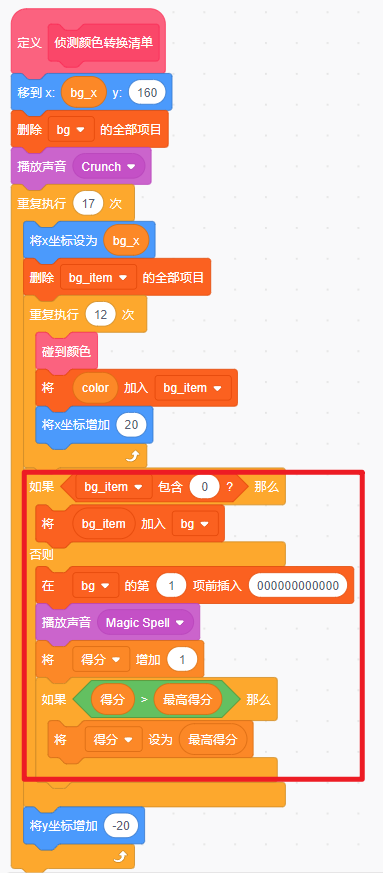 定义 侦测颜色转换清单
移到 x: bg_x y: 160
删除 bg 的全部项目
播放声音 Crunch
重复执行 17 次
将x坐标设为 bg_x
删除 bg_item 的全部项目
重复执行 12 次
碰到颜色
将 color 加入 bg_item
将x坐标增加 20
如果 bg_item 包含 0 ? 那么
将 bg_item 加入 bg
否则
在 bg 的第 1 项前插入 000000000000
播放声音 Magic Spell
将 得分 增加 1
如果 得分 > 最高得分 那么
将 得分 设为 最高得分
将y坐标增加 -20